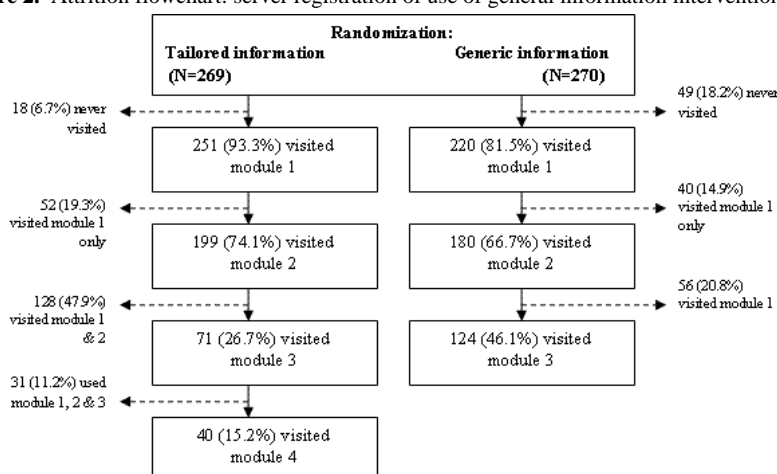 re 2. Attrition flowchart: server registration of use of general information intervention
Randomization:
Tailored information Generic information
(N=269) (N=270)
18 (6.7%) never
visited
49 (18.2%) never
visited
251 (93.3%) visited
module 1
220 (81.5%) visited
module 1
52 (19.3%)
visited module 1
only
40 (14.9%)
visited module 1
only
199 (74.1%) visited
module 2
180 (66.7%) visited
module 2
128 (47.9%)
visited module 1
& 2
56 (20.8%)
visited module 1
71 (26.7%) visited
module 3
124 (46.1%) visited
module 3
31 (11.2%) used
module 1, 2 & 3
40 (15.2%) visited
module 4